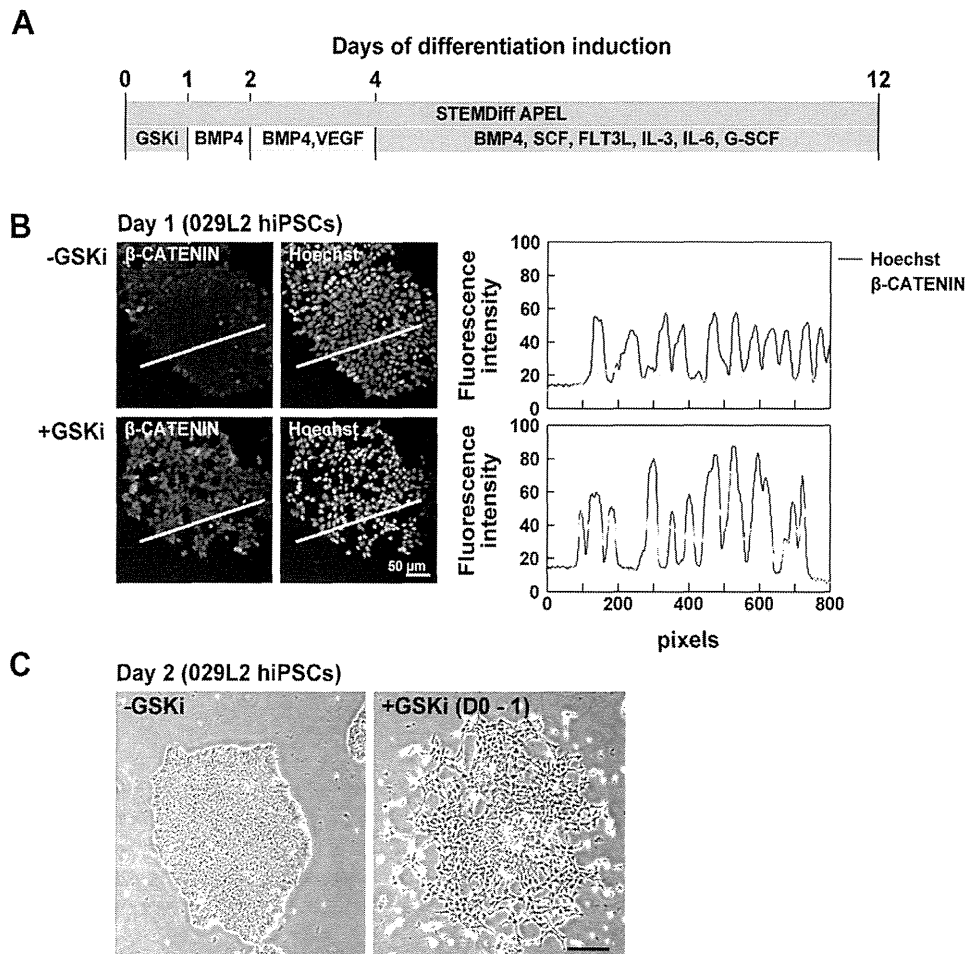 A
Days of differentiation induction
0 1 2 4 12
STEMDiff APEL
GSKi BMP4 BMP4,VEGF BMP4, SCF, FLT3L, IL-3, IL-6, G-SCF
B
Day 1 (029L2 hiPSCs)
-GSKi
β-CATENIN
Hoechst
+GSKi
β-CATENIN
Hoechst
50 μm
Fluorescence
intensity
100
80
60
40
20
0
Hoechst
β-CATENIN
Fluorescence
intensity
100
80
60
40
20
0
0 200 400 600 800
pixels
C
Day 2 (029L2 hiPSCs)
-GSKi
+GSKi (D0 - 1)